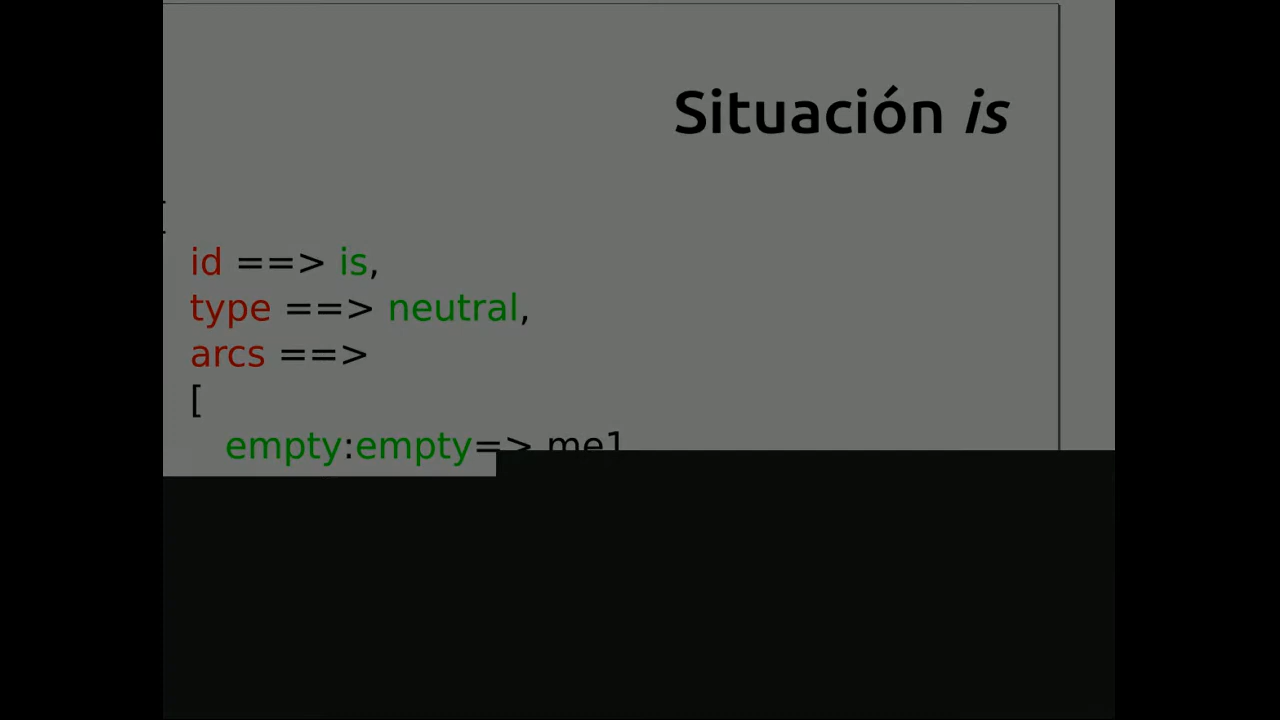 Situación is
[
id ==> is,
type ==> neutral,
arcs ==>
[
empty:empty=> me1